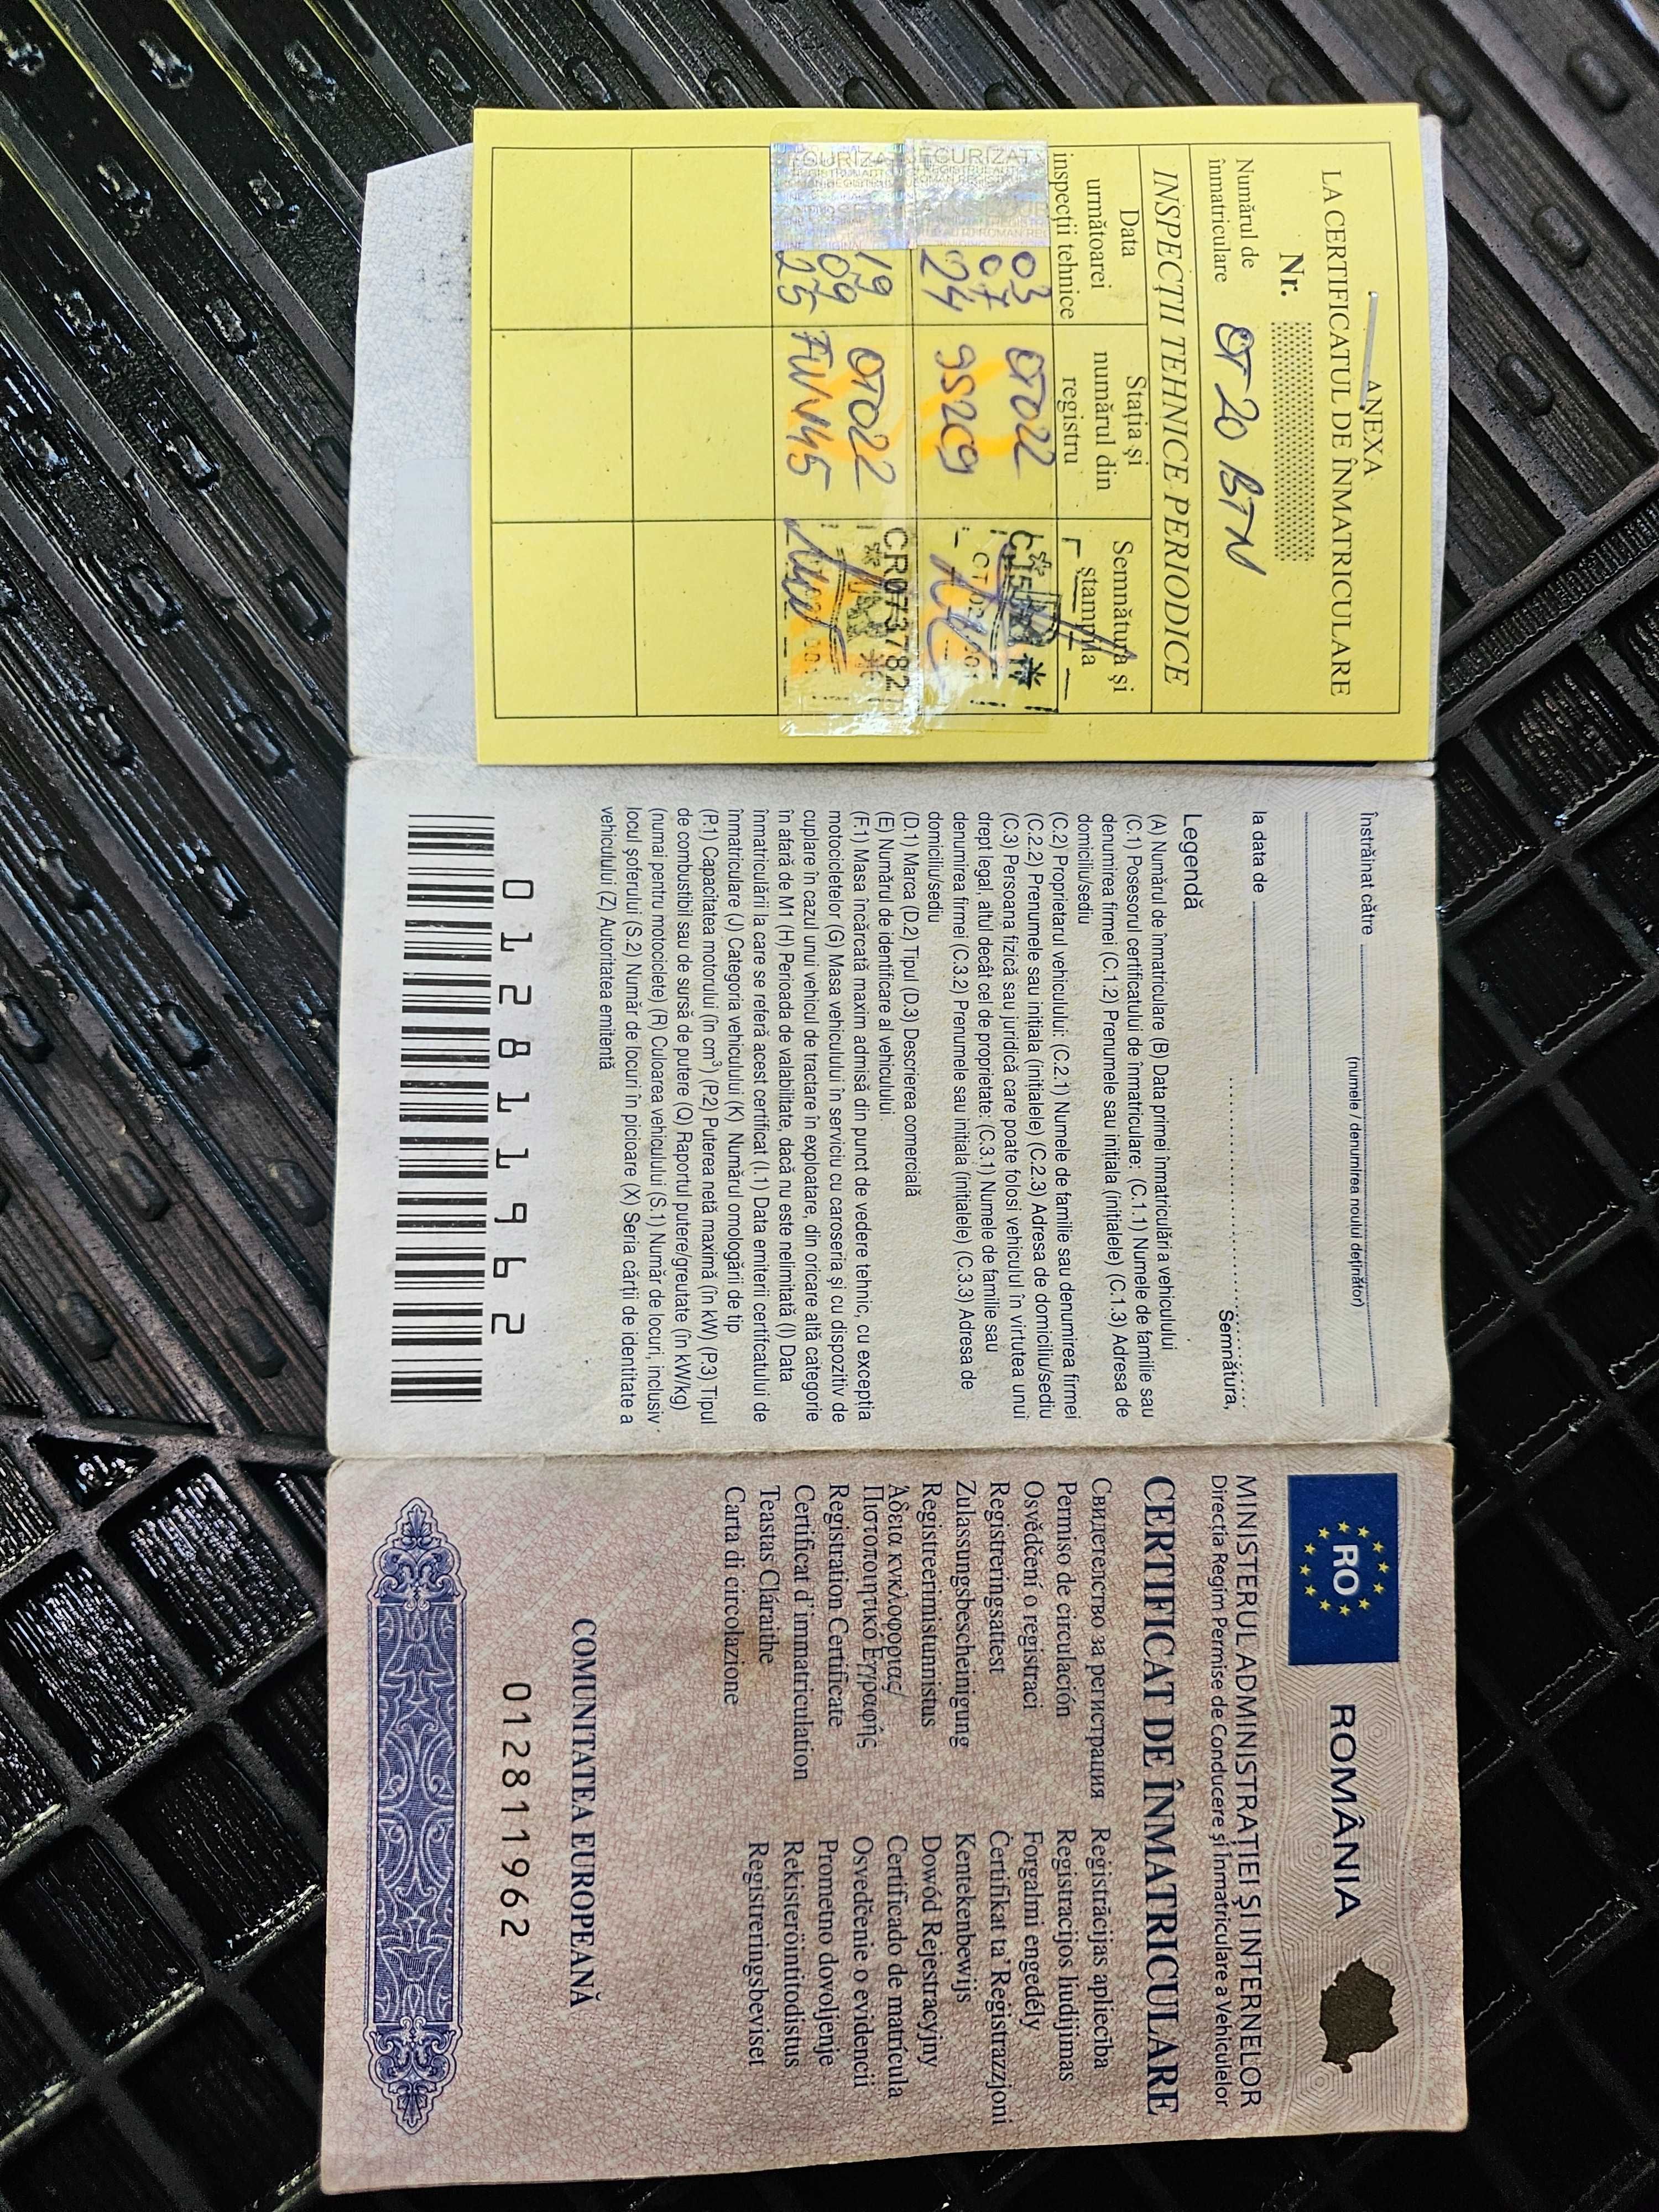 ANEXA
LA CERTIFICATUL DE ÎNMATRICULARE
Nr.
Numărul de
înmatriculare
OT 20 BTN
INSPECȚII TEHNICE PERIODICE
Data
următoarei
inspecții tehnice
Stația și
numărul din
registru
Semnătura și
ștampila
SECURIZAT
03
07
24
OT022
CT022
SECURIZAT
19
09
25
OT022
CR073782
Înstrăinat către
(numele / denumirea noului deținător)
la data de
Semnătura,
Legendă
(A) Numărul de înmatriculare (B) Data primei înmatriculări a vehiculului
(C.1) Posesorul certificatului de înmatriculare: (C.1.1) Numele de familie sau
denumirea firmei (C.1.2) Prenumele sau inițiala (inițialele) (C.1.3) Adresa de
domiciliu/sediu
(C.2) Proprietarul vehiculului: (C.2.1) Numele de familie sau denumirea firmei
(C.2.2) Prenumele sau inițiala (inițialele) (C.2.3) Adresa de domiciliu/sediu
(C.3) Persoana fizică sau juridică care poate folosi vehiculul în virtutea unui
drept legal, altul decât cel de proprietate: (C.3.1) Numele de familie sau
denumirea firmei (C.3.2) Prenumele sau inițiala (inițialele) (C.3.3) Adresa de
domiciliu/sediu
(D.1) Marca (D.2) Tipul (D.3) Descrierea comercială
(E) Numărul de identificare al vehiculului.
(F.1) Masa încărcată maxim admisă din punct de vedere tehnic, cu excepția
motocicletelor (G) Masa vehiculului în serviciu cu caroseria și cu dispozitiv de
cuplare în cazul unui vehicul de tractare în exploatare, din oricare altă categorie
în afară de M1 (H) Perioada de valabilitate, dacă nu este nelimitată (I) Data
înmatriculării la care se referă acest certificat (I.1) Data emiterii certificatului de
înmatriculare (J) Categoria vehiculului (K) Numărul omologării de tip
(P.1) Capacitatea motorului (în cm³) (P.2) Puterea netă maximă (în kW) (P.3) Tipul
de combustibil sau de sursă de putere (Q) Raportul putere/greutate (în kW/kg)
(numai pentru motociclete) (R) Culoarea vehiculului (S.1) Număr de locuri, inclusiv
locul șoferului (S.2) Număr de locuri în picioare (X) Seria cărții de identitate a
vehiculului (Z) Autoritatea emitentă
012811962
RO
ROMÂNIA
MINISTERUL ADMINISTRAȚIEI ȘI INTERNELOR
Direcția Regim Permise de Conducere și Înmatriculare a Vehiculelor
CERTIFICAT DE ÎNMATRICULARE
Свидетелство за регистрация
Permiso de circulación
Osvědčení o registraci
Registreringsattest
Zulassungsbescheinigung
Registreerimistunnistus
Άδεια κυκλοφορίας/
Πιστοποιητικό Εγγραφής
Registration Certificate
Certificat d'immatriculation
Teastas Cláraithe
Carta di circolazione
Reģistrācijas apliecība
Registracijos liudijimas
Forgalmi engedély
Ċertifikat ta' Reġistrazzjoni
Kentekenbewijs
Dowód Rejestracyjny
Certificado de matrícula
Osvedčenie o evidencii
Prometno dovoljenje
Rekisteröintitodistus
Registreringsbeviset
COMUNITATEA EUROPEANĂ
012811962